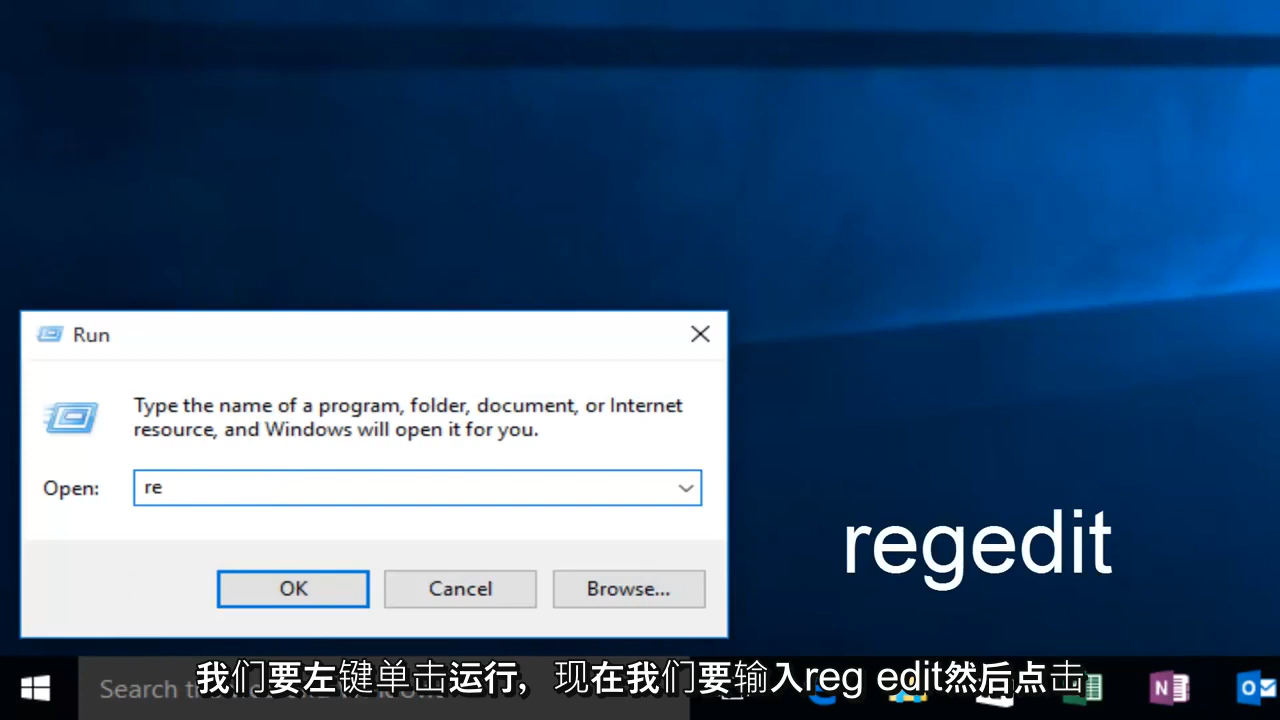 Run
Type the name of a program, folder, document, or Internet
resource, and Windows will open it for you.
Open: re
regedit
OK Cancel Browse...
我们要左键单击运行，现在我们要输入reg edit然后点击
Search
N
O